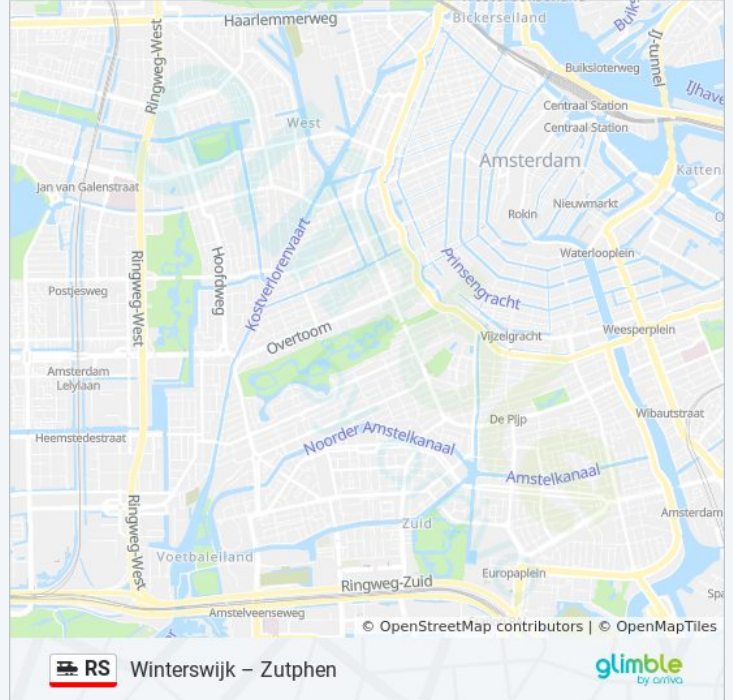 Haarlemmerweg
Bickerseiland
Buiks
IJ-tunnel
Ringweg-West
Buiksloterweg
IJhave
Centraal Station
West
Centraal Station
Amsterdam
Katten
Jan van Galenstraat
Nieuwmarkt
Rokin
O
Waterlooplein
Hoofdweg
Kostverlorenvaart
Prinsengracht
Postjesweg
Ringweg-West
Overtoom
Vijzelgracht
Weesperplein
Amsterdam
Lelylaan
De Pijp
Wibautstraat
Heemstedestraat
Noorder Amstelkanaal
Amstelkanaal
Ringweg-West
Amsterdam
Zuid
Voetbaleiland
Europaplein
Ringweg-Zuid
Spa
Amstelveenseweg
© OpenStreetMap contributors | © OpenMapTiles
RS Winterswijk – Zutphen
glimble
by arriva